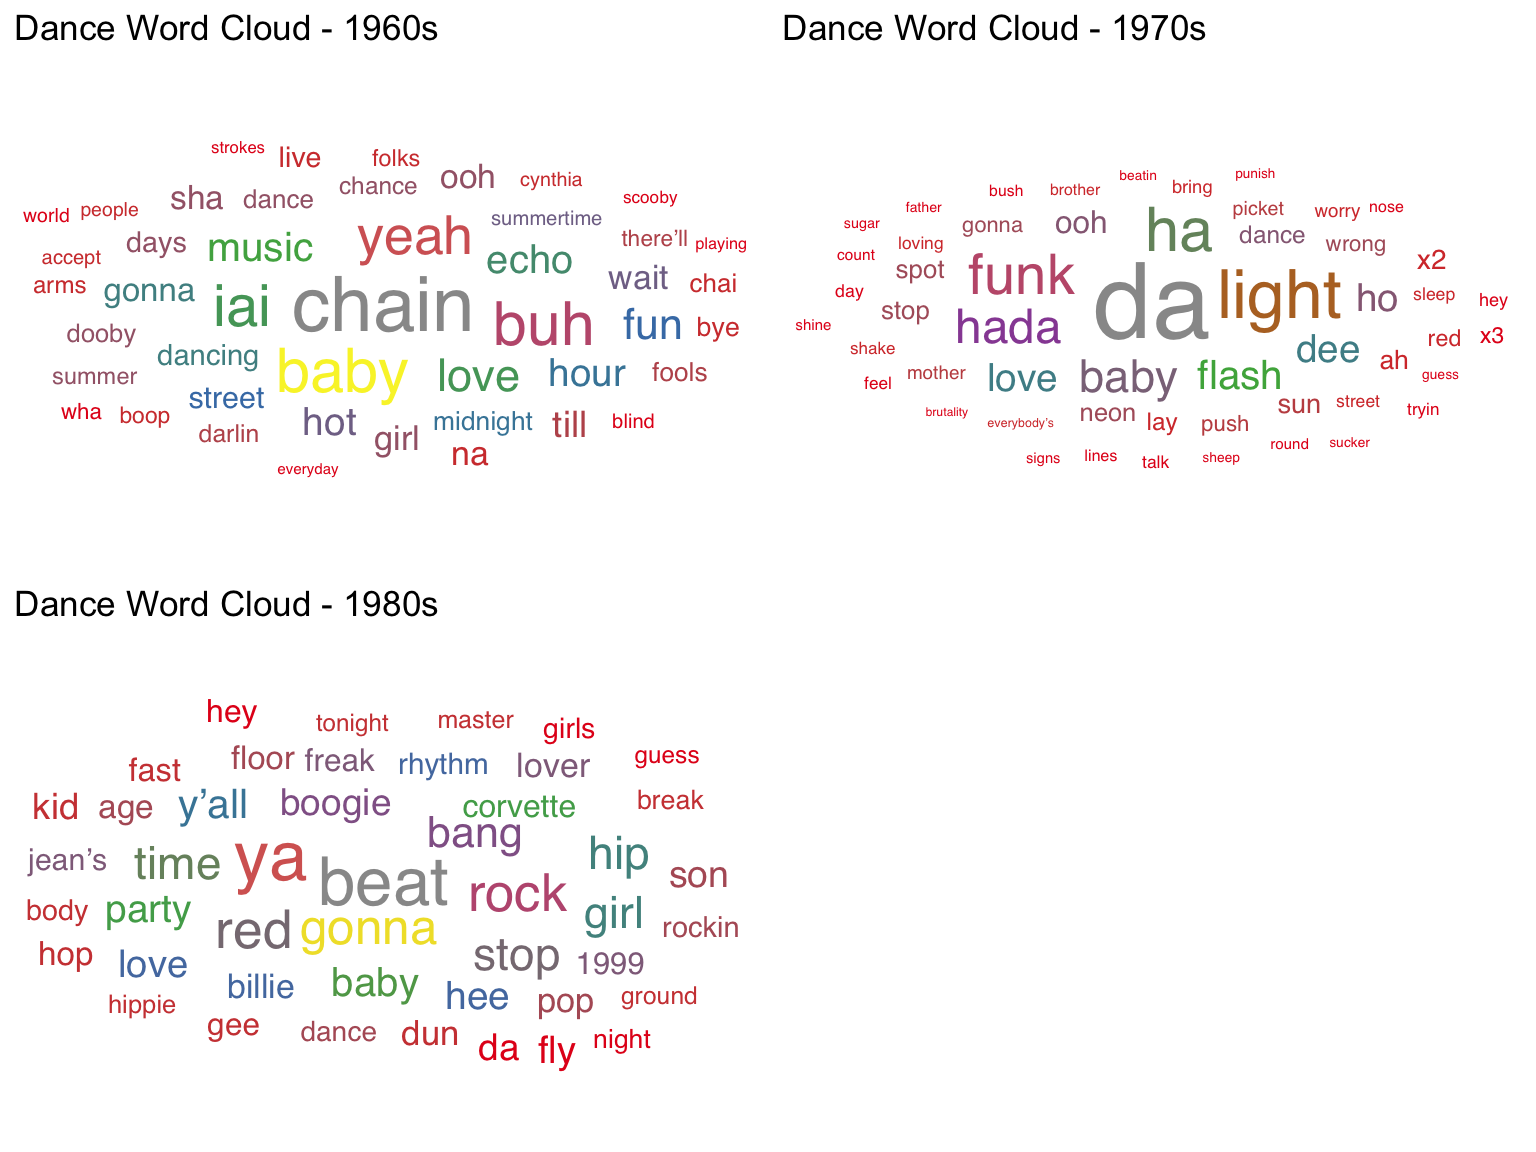 Dance Word Cloud - 1960s
strokes live folks
sha dance chance ooh cynthia
scooby
world people summertime
days music yeah echo there'll playing
accept
arms gonna iai chain buh wait chai
fun bye
dooby
dancing baby love hour fools
summer
street
wha boop hot midnight till blind
darlin girl na
everyday
Dance Word Cloud - 1970s
beatin punish
bush brother bring
father picket worry nose
sugar gonna ooh ha dance wrong
loving
count spot funk da light x2
day ho sleep hey
stop hada
shine dee red x3
shake ah
feel mother love baby flash guess
brutality neon lay sun street tryin
everybody's push
round sucker
signs lines talk sheep
Dance Word Cloud - 1980s
hey tonight master girls
floor freak rhythm lover guess
fast
kid age y'all boogie corvette break
bang
jean's time ya beat hip
son
body party rock girl
red gonna rockin
hop love stop 1999
billie baby hee pop ground
hippie
gee dance dun da fly night